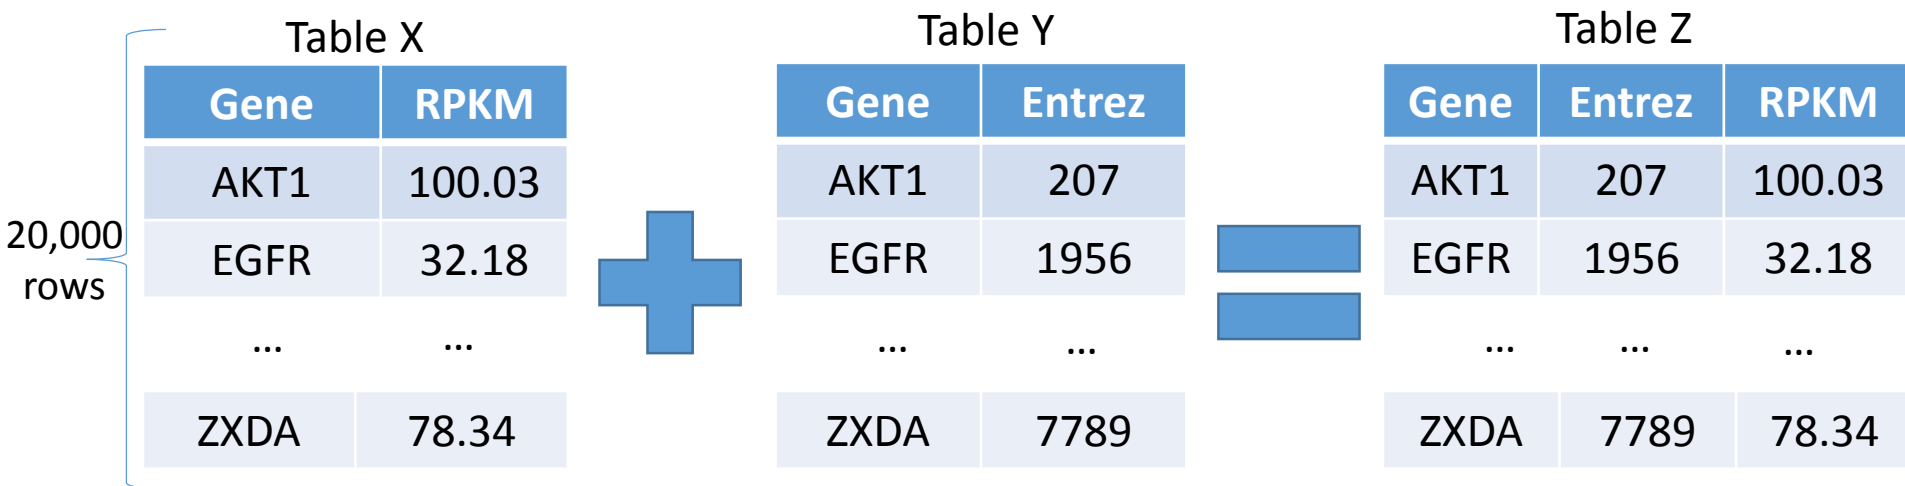 Table X
Gene RPKM
AKT1 100.03
EGFR 32.18
... ...
ZXDA 78.34
20,000
rows
Table Y
Gene Entrez
AKT1 207
EGFR 1956
... ...
ZXDA 7789
Table Z
Gene Entrez RPKM
AKT1 207 100.03
EGFR 1956 32.18
... ... ...
ZXDA 7789 78.34